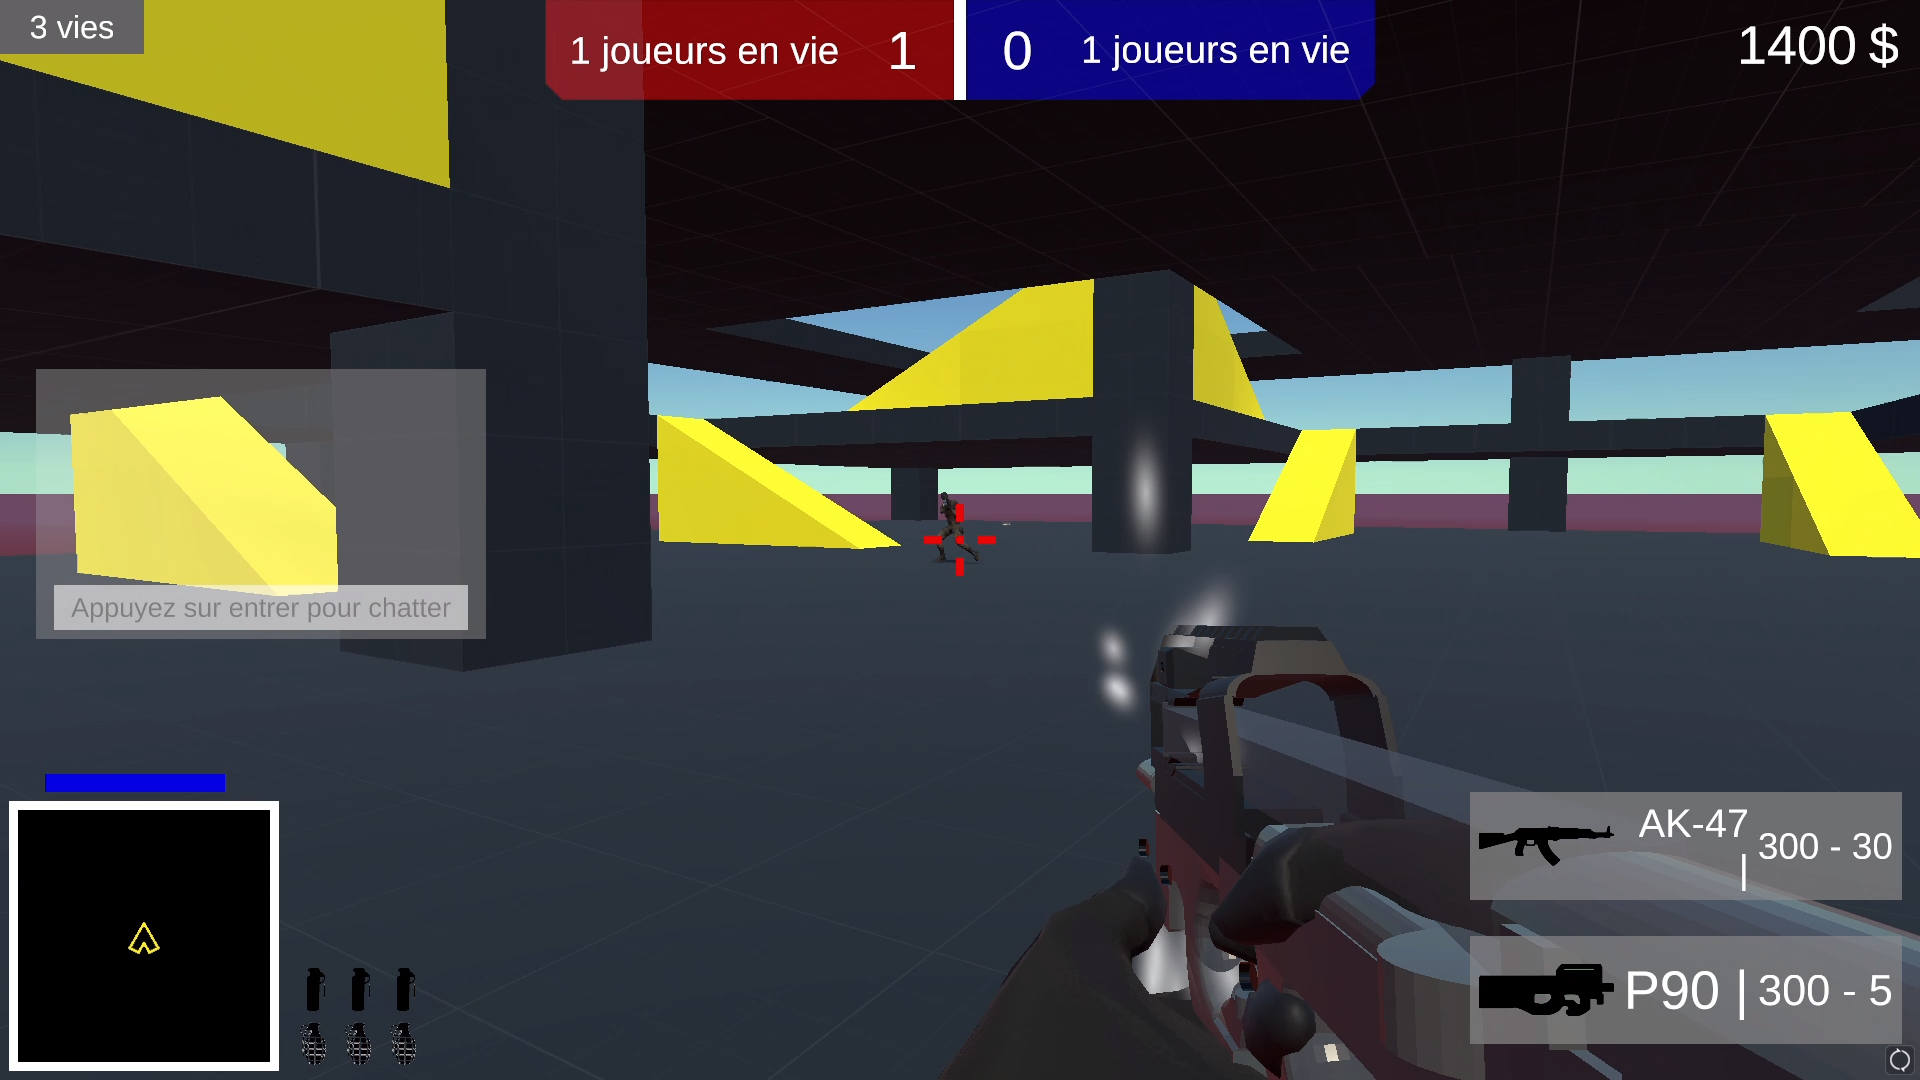 3 vies
1 joueurs en vie 1
0 1 joueurs en vie
1400 $
Appuyez sur entrer pour chatter
AK-47
| 300 - 30
P90 | 300 - 5